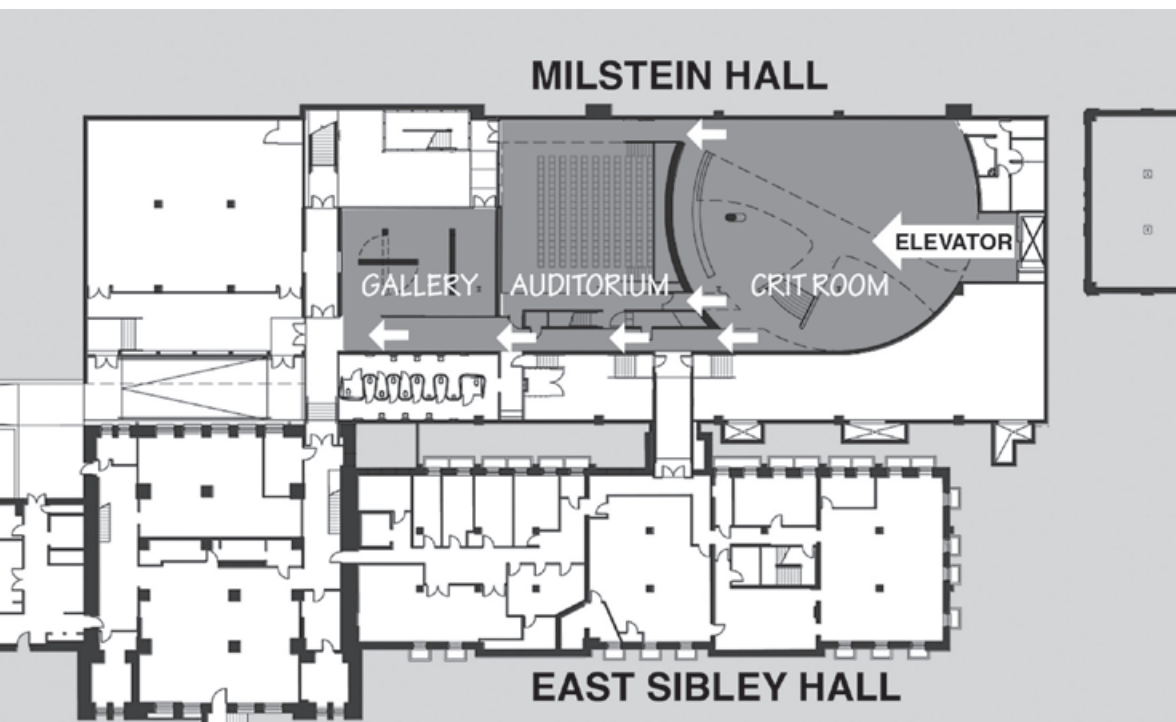 MILSTEIN HALL
ELEVATOR
GALLERY
AUDITORIUM
CRIT ROOM
EAST SIBLEY HALL